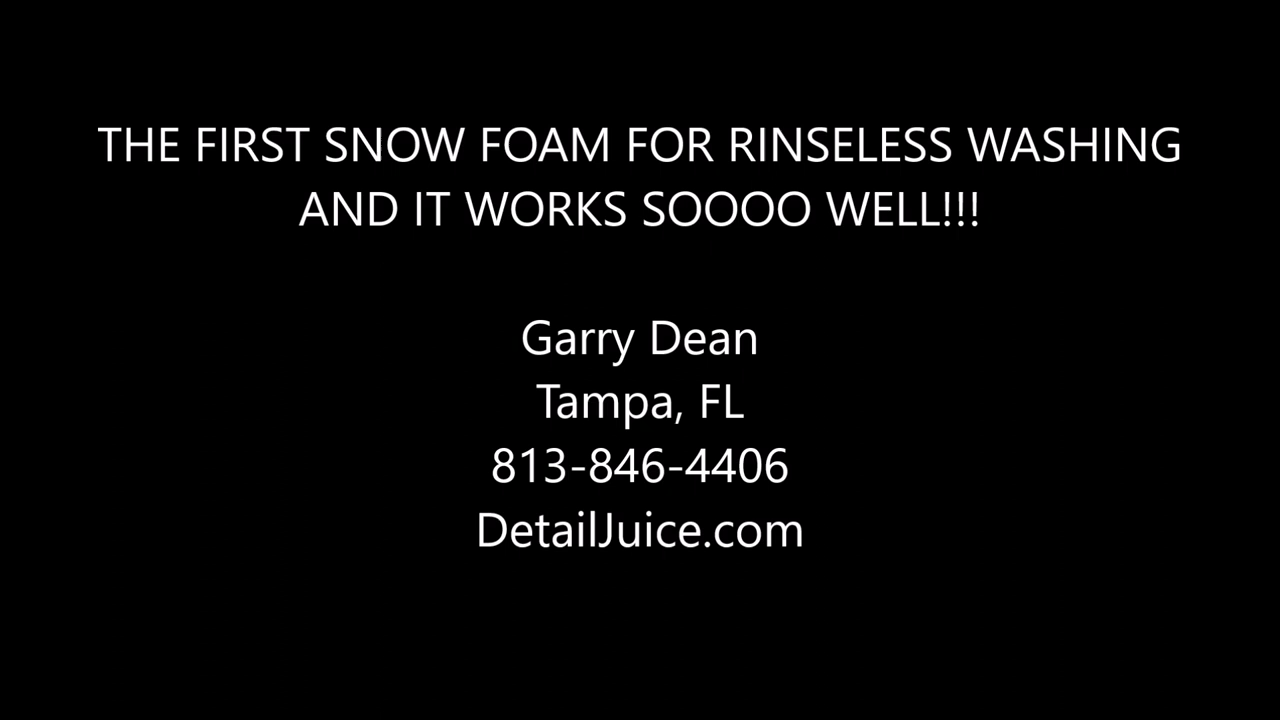 THE FIRST SNOW FOAM FOR RINSELESS WASHING
AND IT WORKS SOOOO WELL!!!
Garry Dean
Tampa, FL
813-846-4406
DetailJuice.com